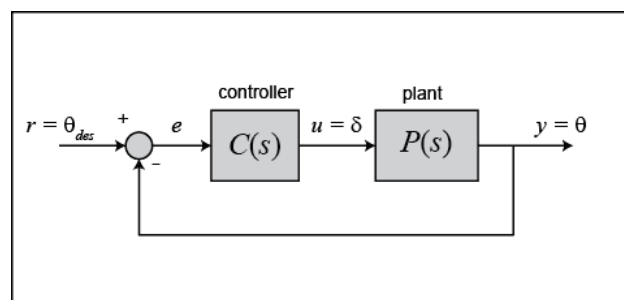 controller
plant
r = θdes
+
−
e
C(s)
u = δ
P(s)
y = θ